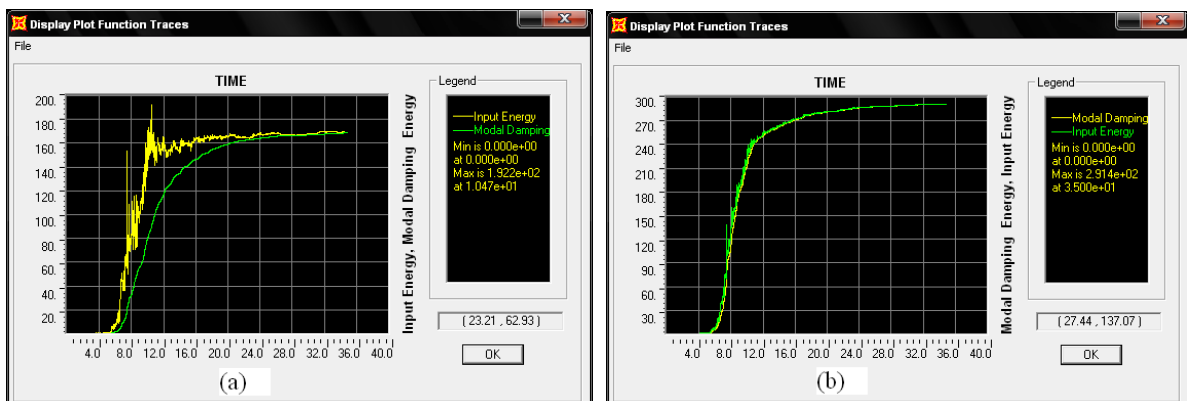 Display Plot Function Traces
File
TIME
200.
180.
160.
140.
120.
100.
80.
60.
40.
20.
4.0 8.0 12.0 16.0 20.0 24.0 28.0 32.0 36.0 40.0
Input Energy, Modal Damping Energy
Legend
Input Energy
Modal Damping
Min is 0.000e+00
at 0.000e+00
Max is 1.922e+02
at 1.047e+01
( 23.21 , 62.93 )
OK
(a)
Display Plot Function Traces
File
TIME
300.
270.
240.
210.
180.
150.
120.
90.
60.
30.
4.0 8.0 12.0 16.0 20.0 24.0 28.0 32.0 36.0 40.0
Modal Damping Energy, Input Energy
Legend
Modal Damping
Input Energy
Min is 0.000e+00
at 0.000e+00
Max is 2.914e+02
at 3.500e+01
( 27.44 , 137.07 )
OK
(b)